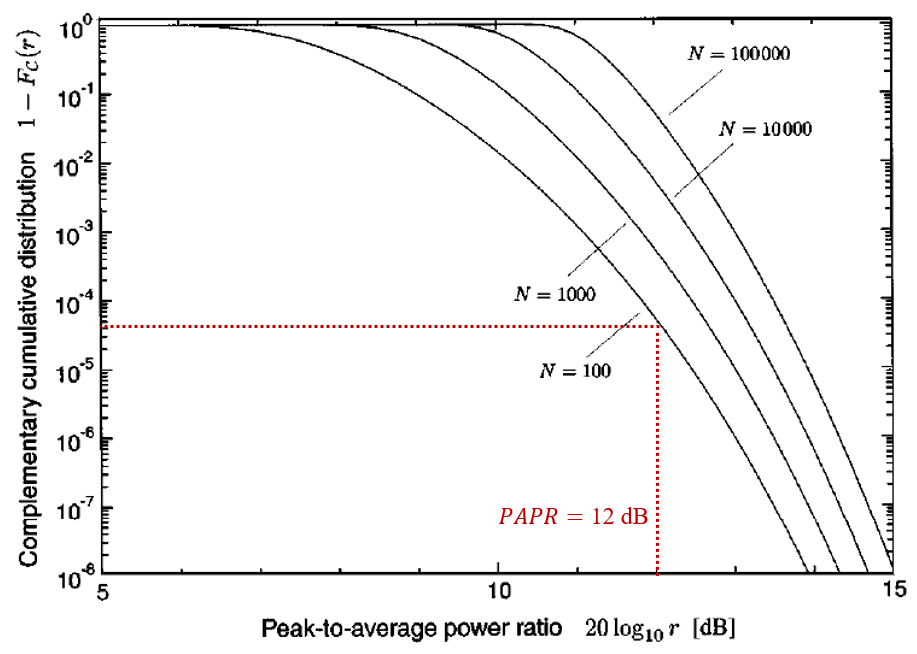 Complementary cumulative distribution 1 − F_C(r)
10^0
10^-1
10^-2
10^-3
10^-4
10^-5
10^-6
10^-7
10^-8
N = 100000
N = 10000
N = 1000
N = 100
PAPR = 12 dB
5
10
15
Peak-to-average power ratio 20 log₁₀ r [dB]